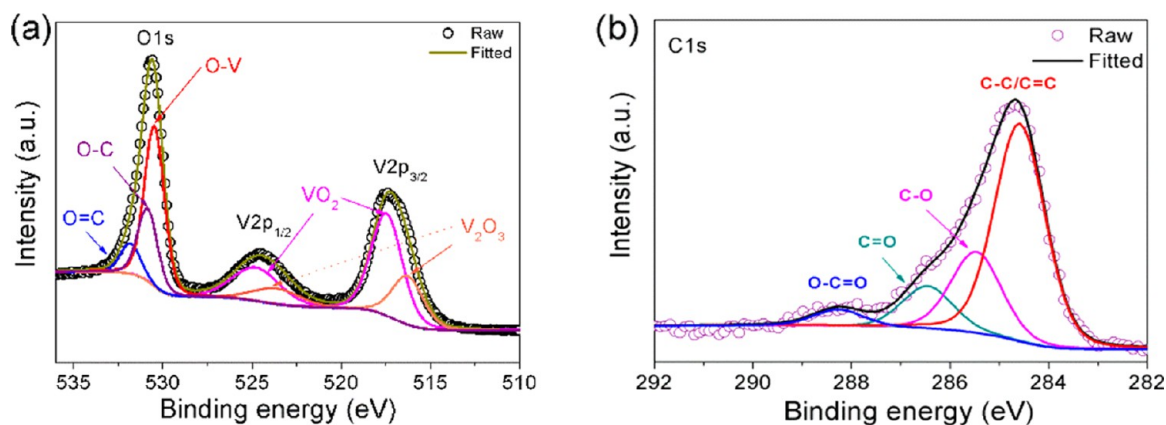 (a)
O1s
Raw
Fitted
O-V
O-C
O=C
V2p1/2
VO2
V2p3/2
V2O3
Intensity (a.u.)
535 530 525 520 515 510
Binding energy (eV)
(b)
C1s
Raw
Fitted
C-C/C=C
C-O
C=O
O-C=O
Intensity (a.u.)
292 290 288 286 284 282
Binding energy (eV)